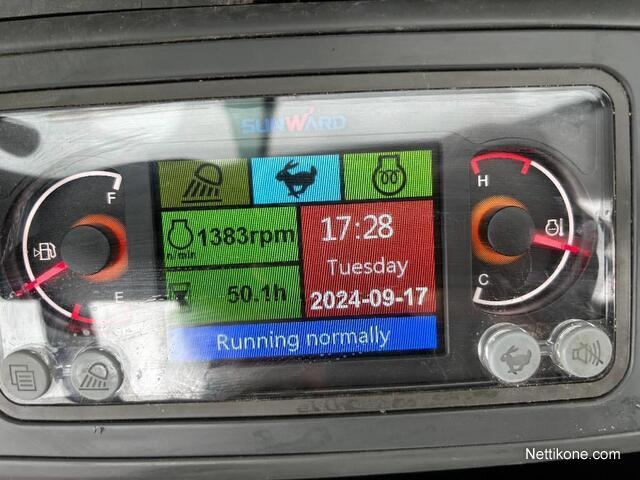 SUNWARD
F
E
H
C
n/min
1383rpm
50.1h
17:28
Tuesday
2024-09-17
Running normally
Nettikone.com